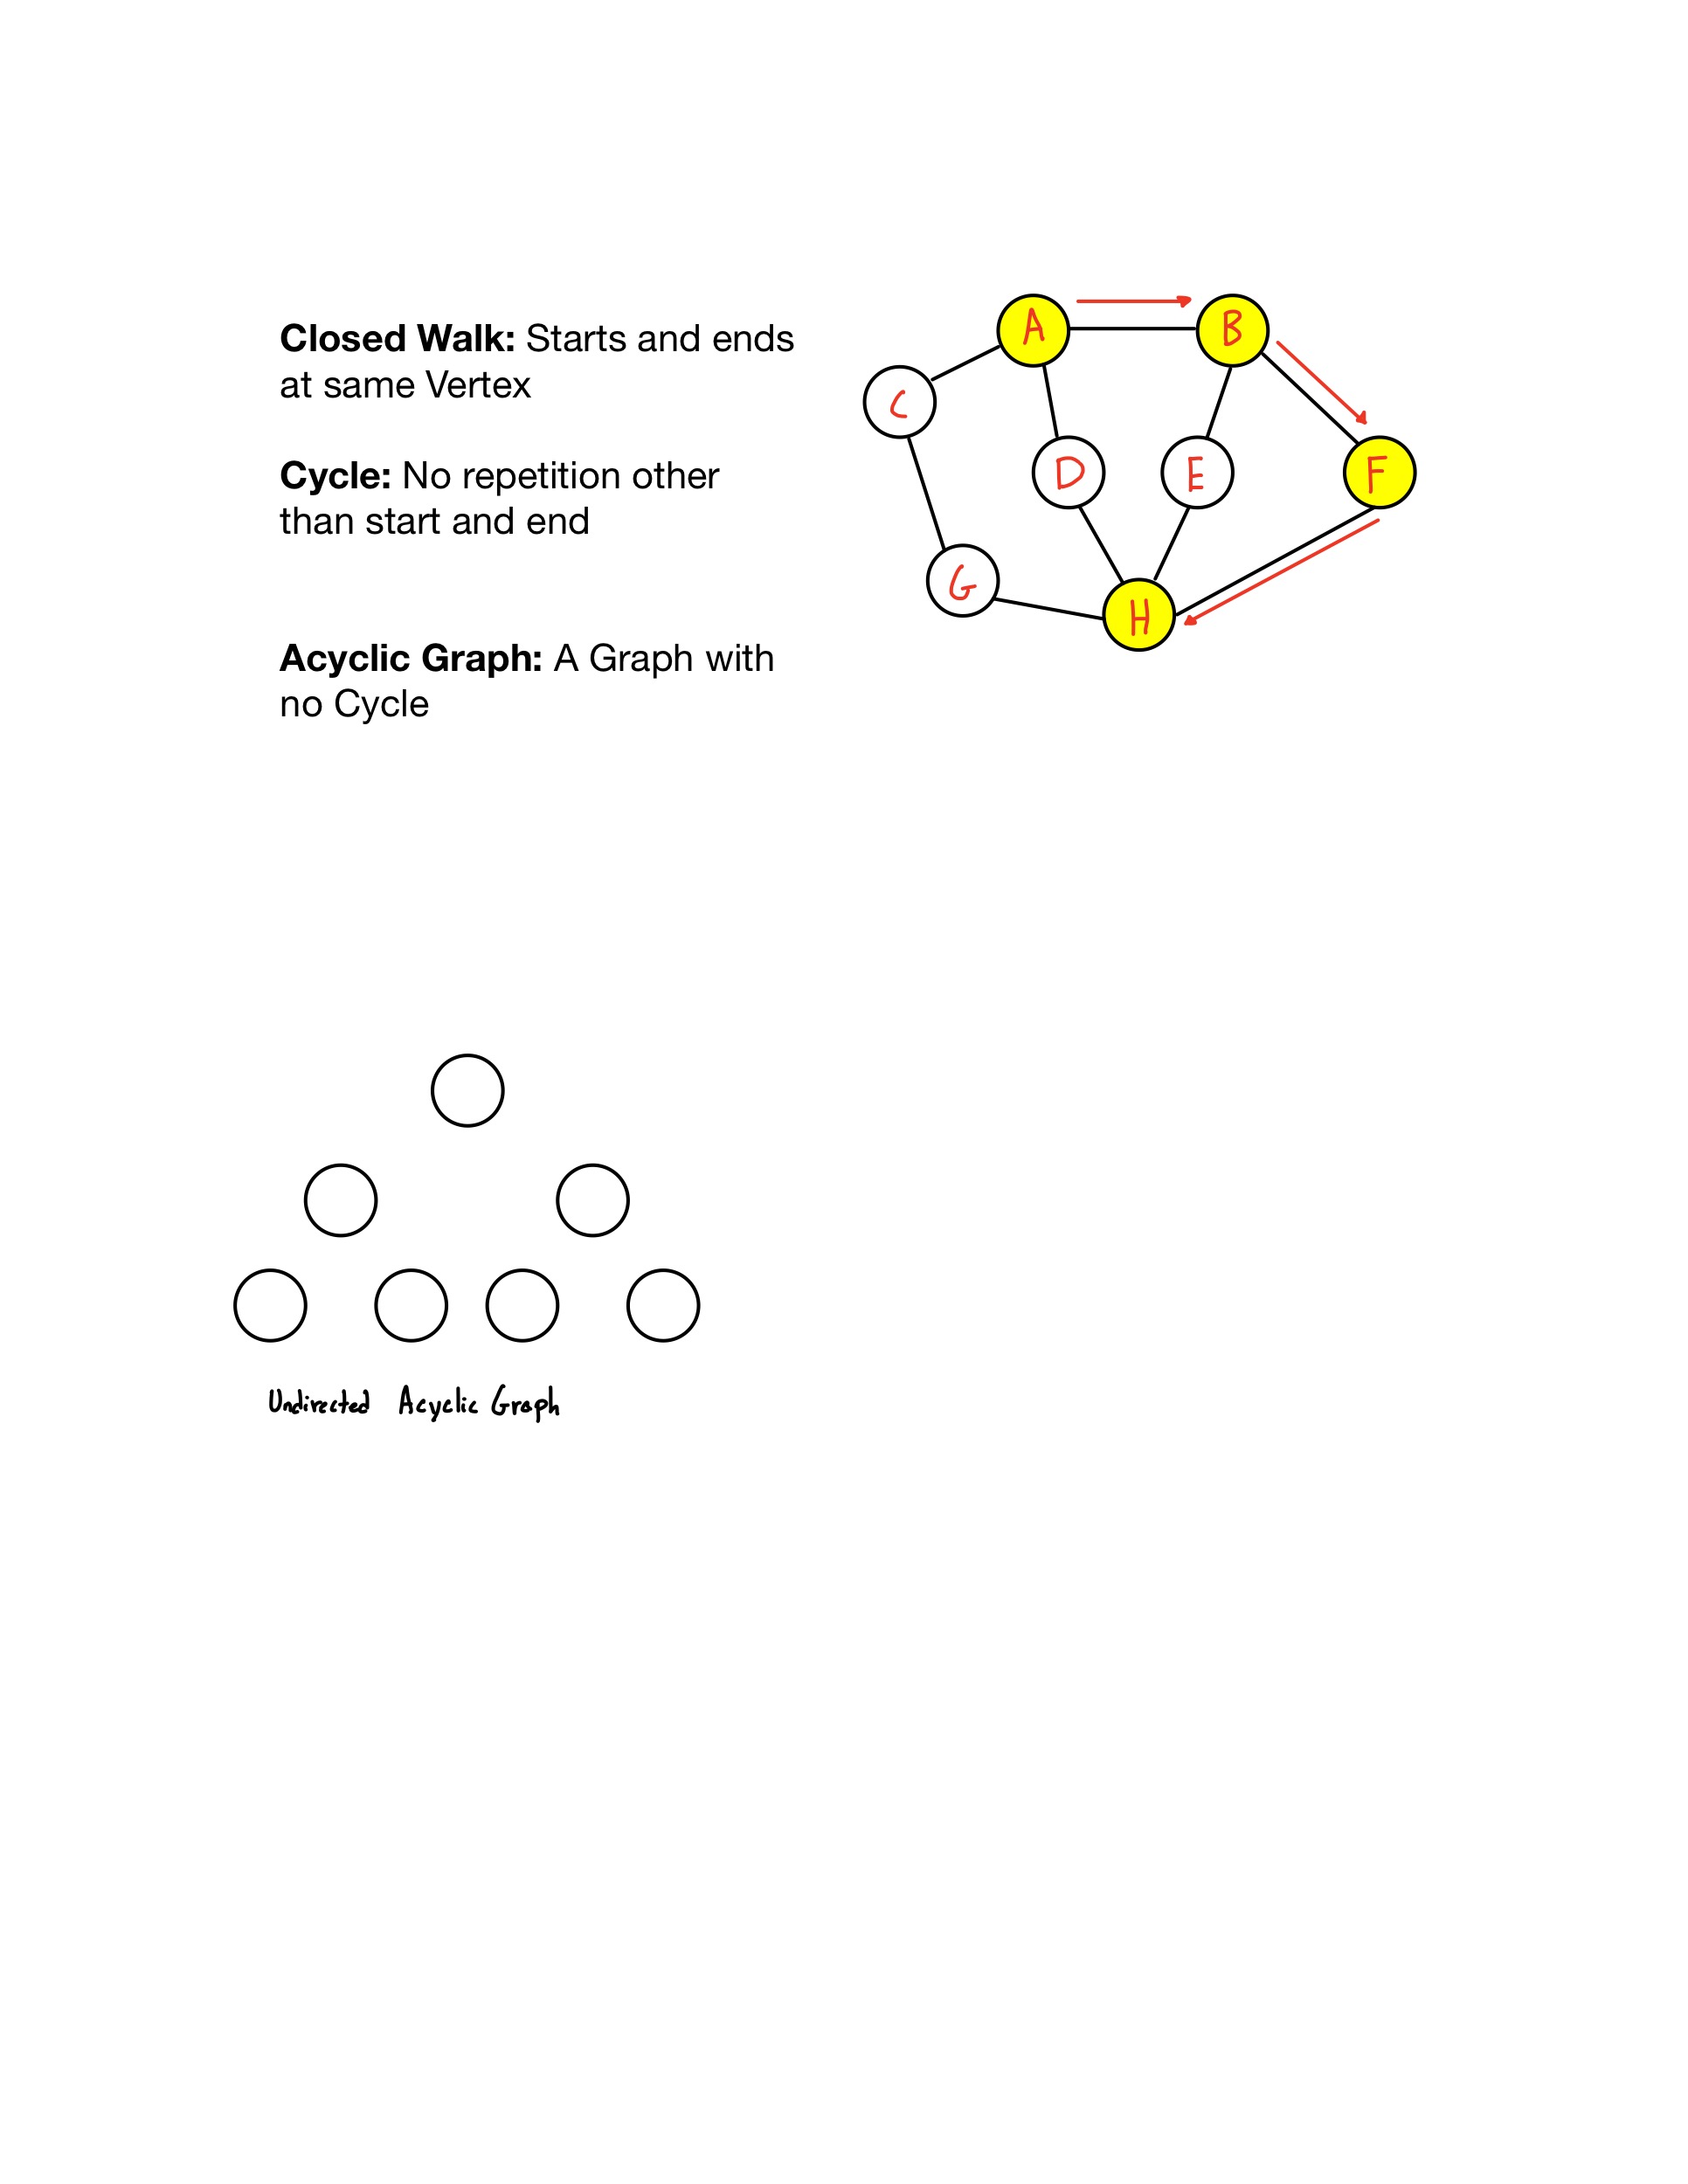 Closed Walk: Starts and ends
at same Vertex
Cycle: No repetition other
than start and end
Acyclic Graph: A Graph with
no Cycle
A
B
C
D
E
F
G
H
Undirected Acyclic Graph